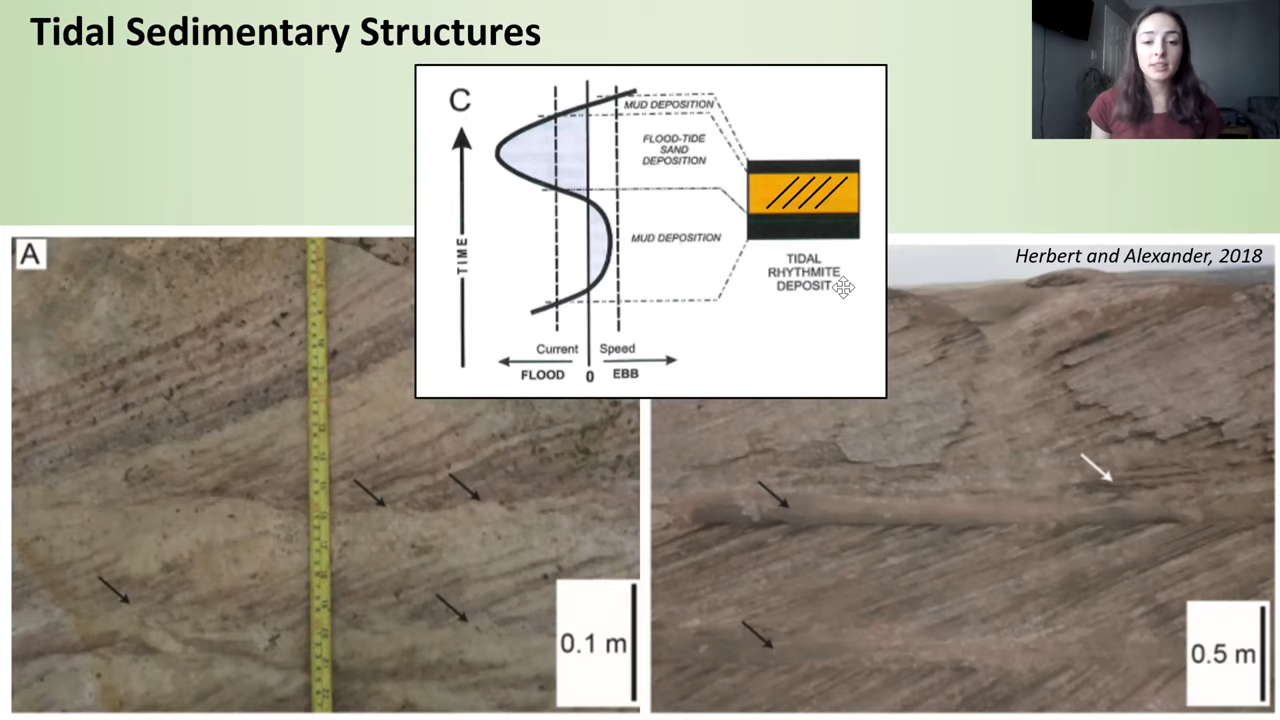 Tidal Sedimentary Structures
C
MUD DEPOSITION
FLOOD-TIDE
SAND
DEPOSITION
TIME
MUD DEPOSITION
TIDAL
RHYTHMITE
DEPOSIT
Current Speed
FLOOD 0 EBB
A
Herbert and Alexander, 2018
0.1 m
0.5 m